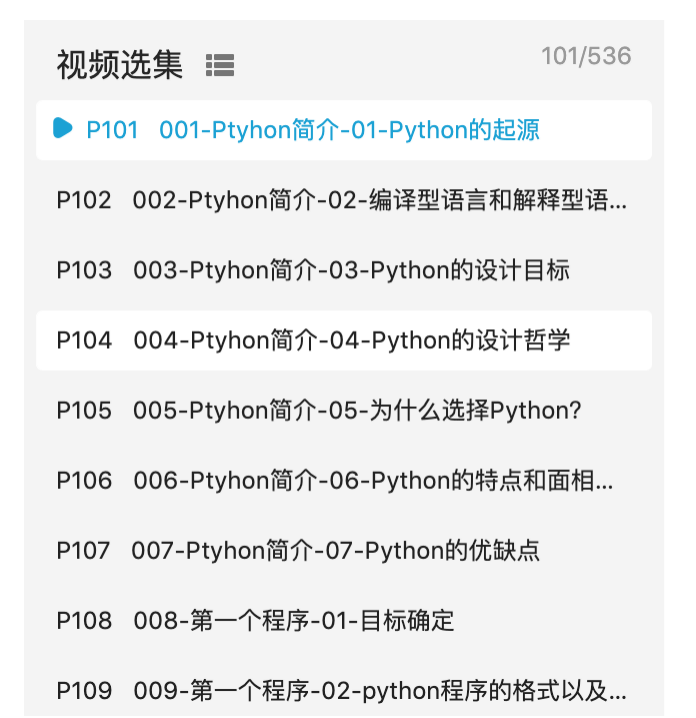 视频选集
101/536
P101 001-Ptyhon简介-01-Python的起源
P102 002-Ptyhon简介-02-编译型语言和解释型语...
P103 003-Ptyhon简介-03-Python的设计目标
P104 004-Ptyhon简介-04-Python的设计哲学
P105 005-Ptyhon简介-05-为什么选择Python?
P106 006-Ptyhon简介-06-Python的特点和面相...
P107 007-Ptyhon简介-07-Python的优缺点
P108 008-第一个程序-01-目标确定
P109 009-第一个程序-02-python程序的格式以及...